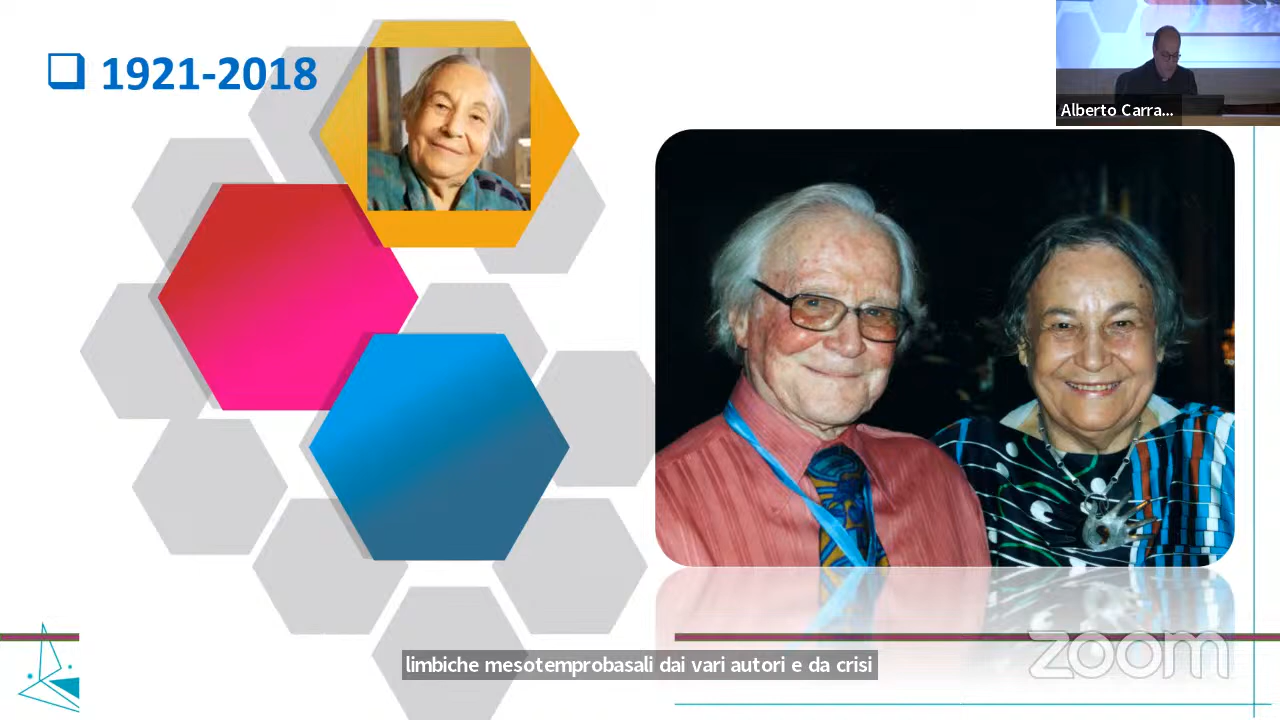 1921-2018
Alberto Carra...
limbiche mesotemprobasali dai vari autori e da crisi
zoom